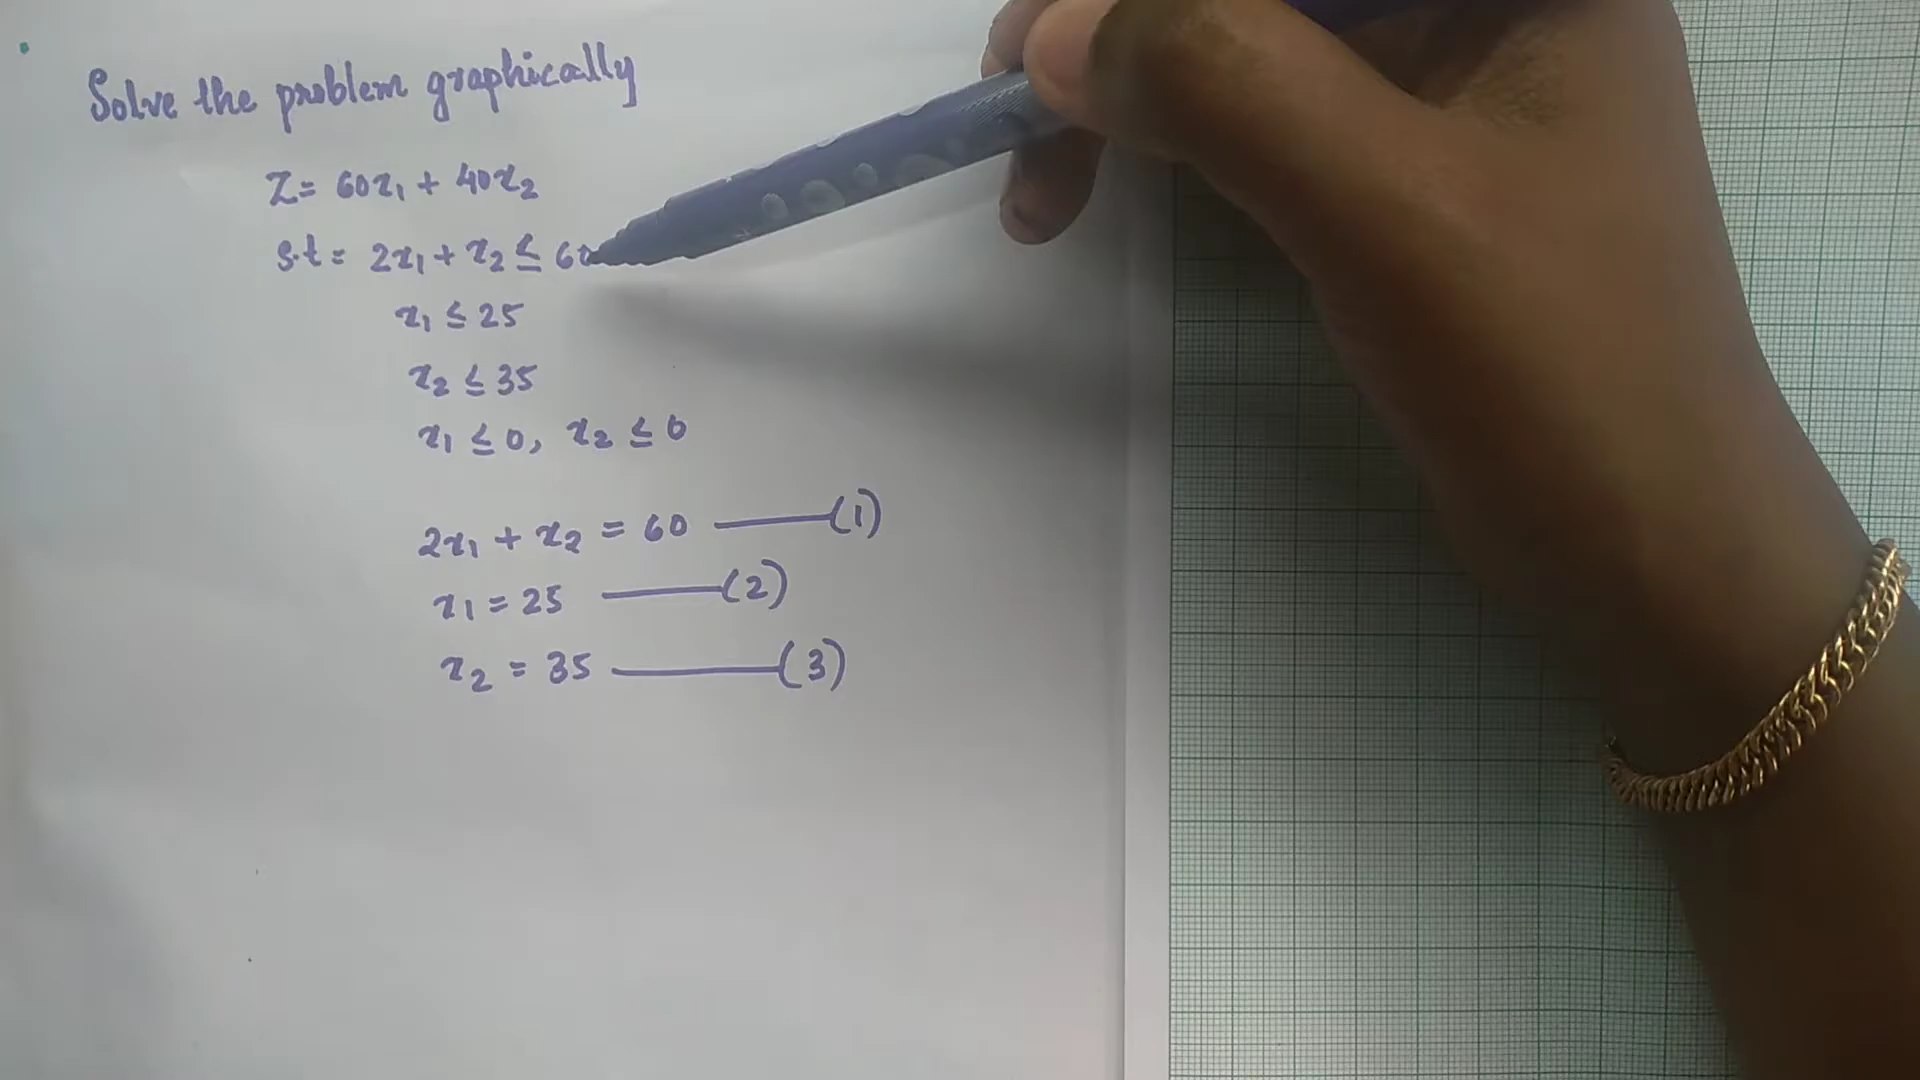 Solve the problem graphically
Z = 60x₁ + 40x₂
s.t = 2x₁ + x₂ ≤ 60
x₁ ≤ 25
x₂ ≤ 35
x₁ ≤ 0, x₂ ≤ 0
2x₁ + x₂ = 60 —— (1)
x₁ = 25 —— (2)
x₂ = 35 —— (3)